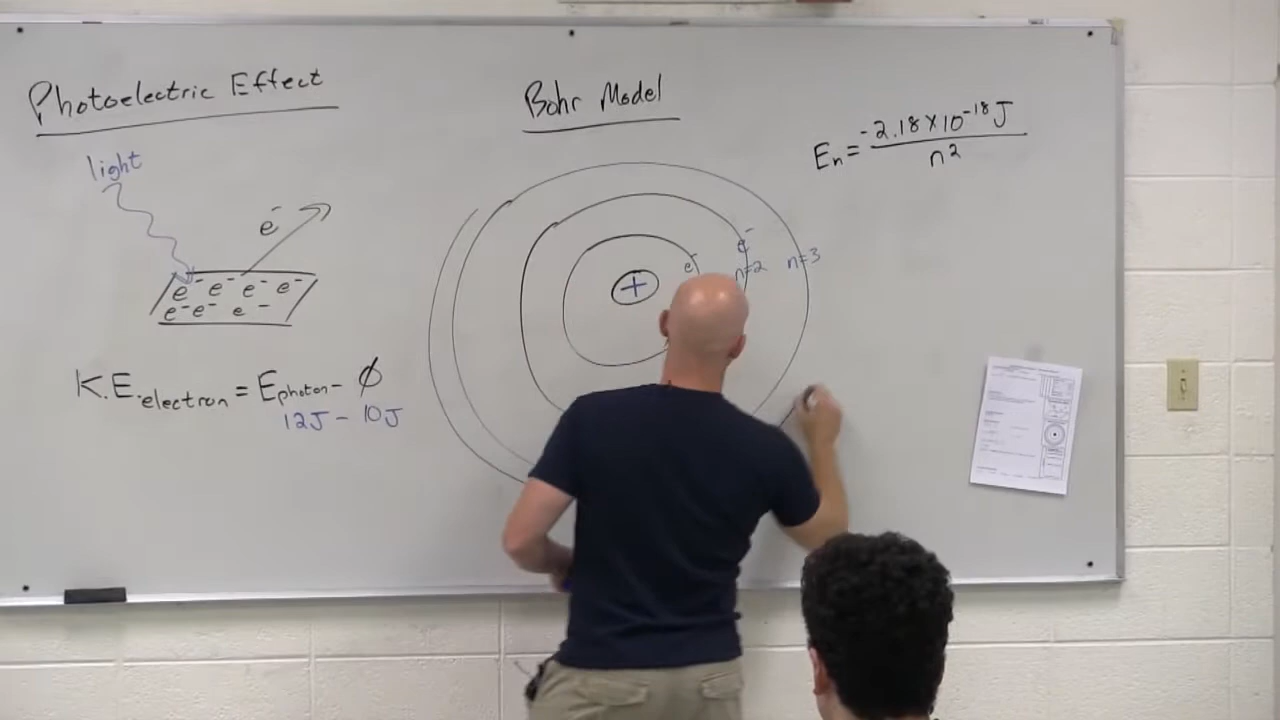 Photoelectric Effect
light
e⁻
e⁻ e⁻ e⁻ e⁻
e⁻ e⁻ e⁻
K.E.electron = Ephoton - ϕ
12J - 10J
Bohr Model
+
e⁻
e⁻
n=2
n=3
En = -2.18 x 10⁻¹⁸ J
n²